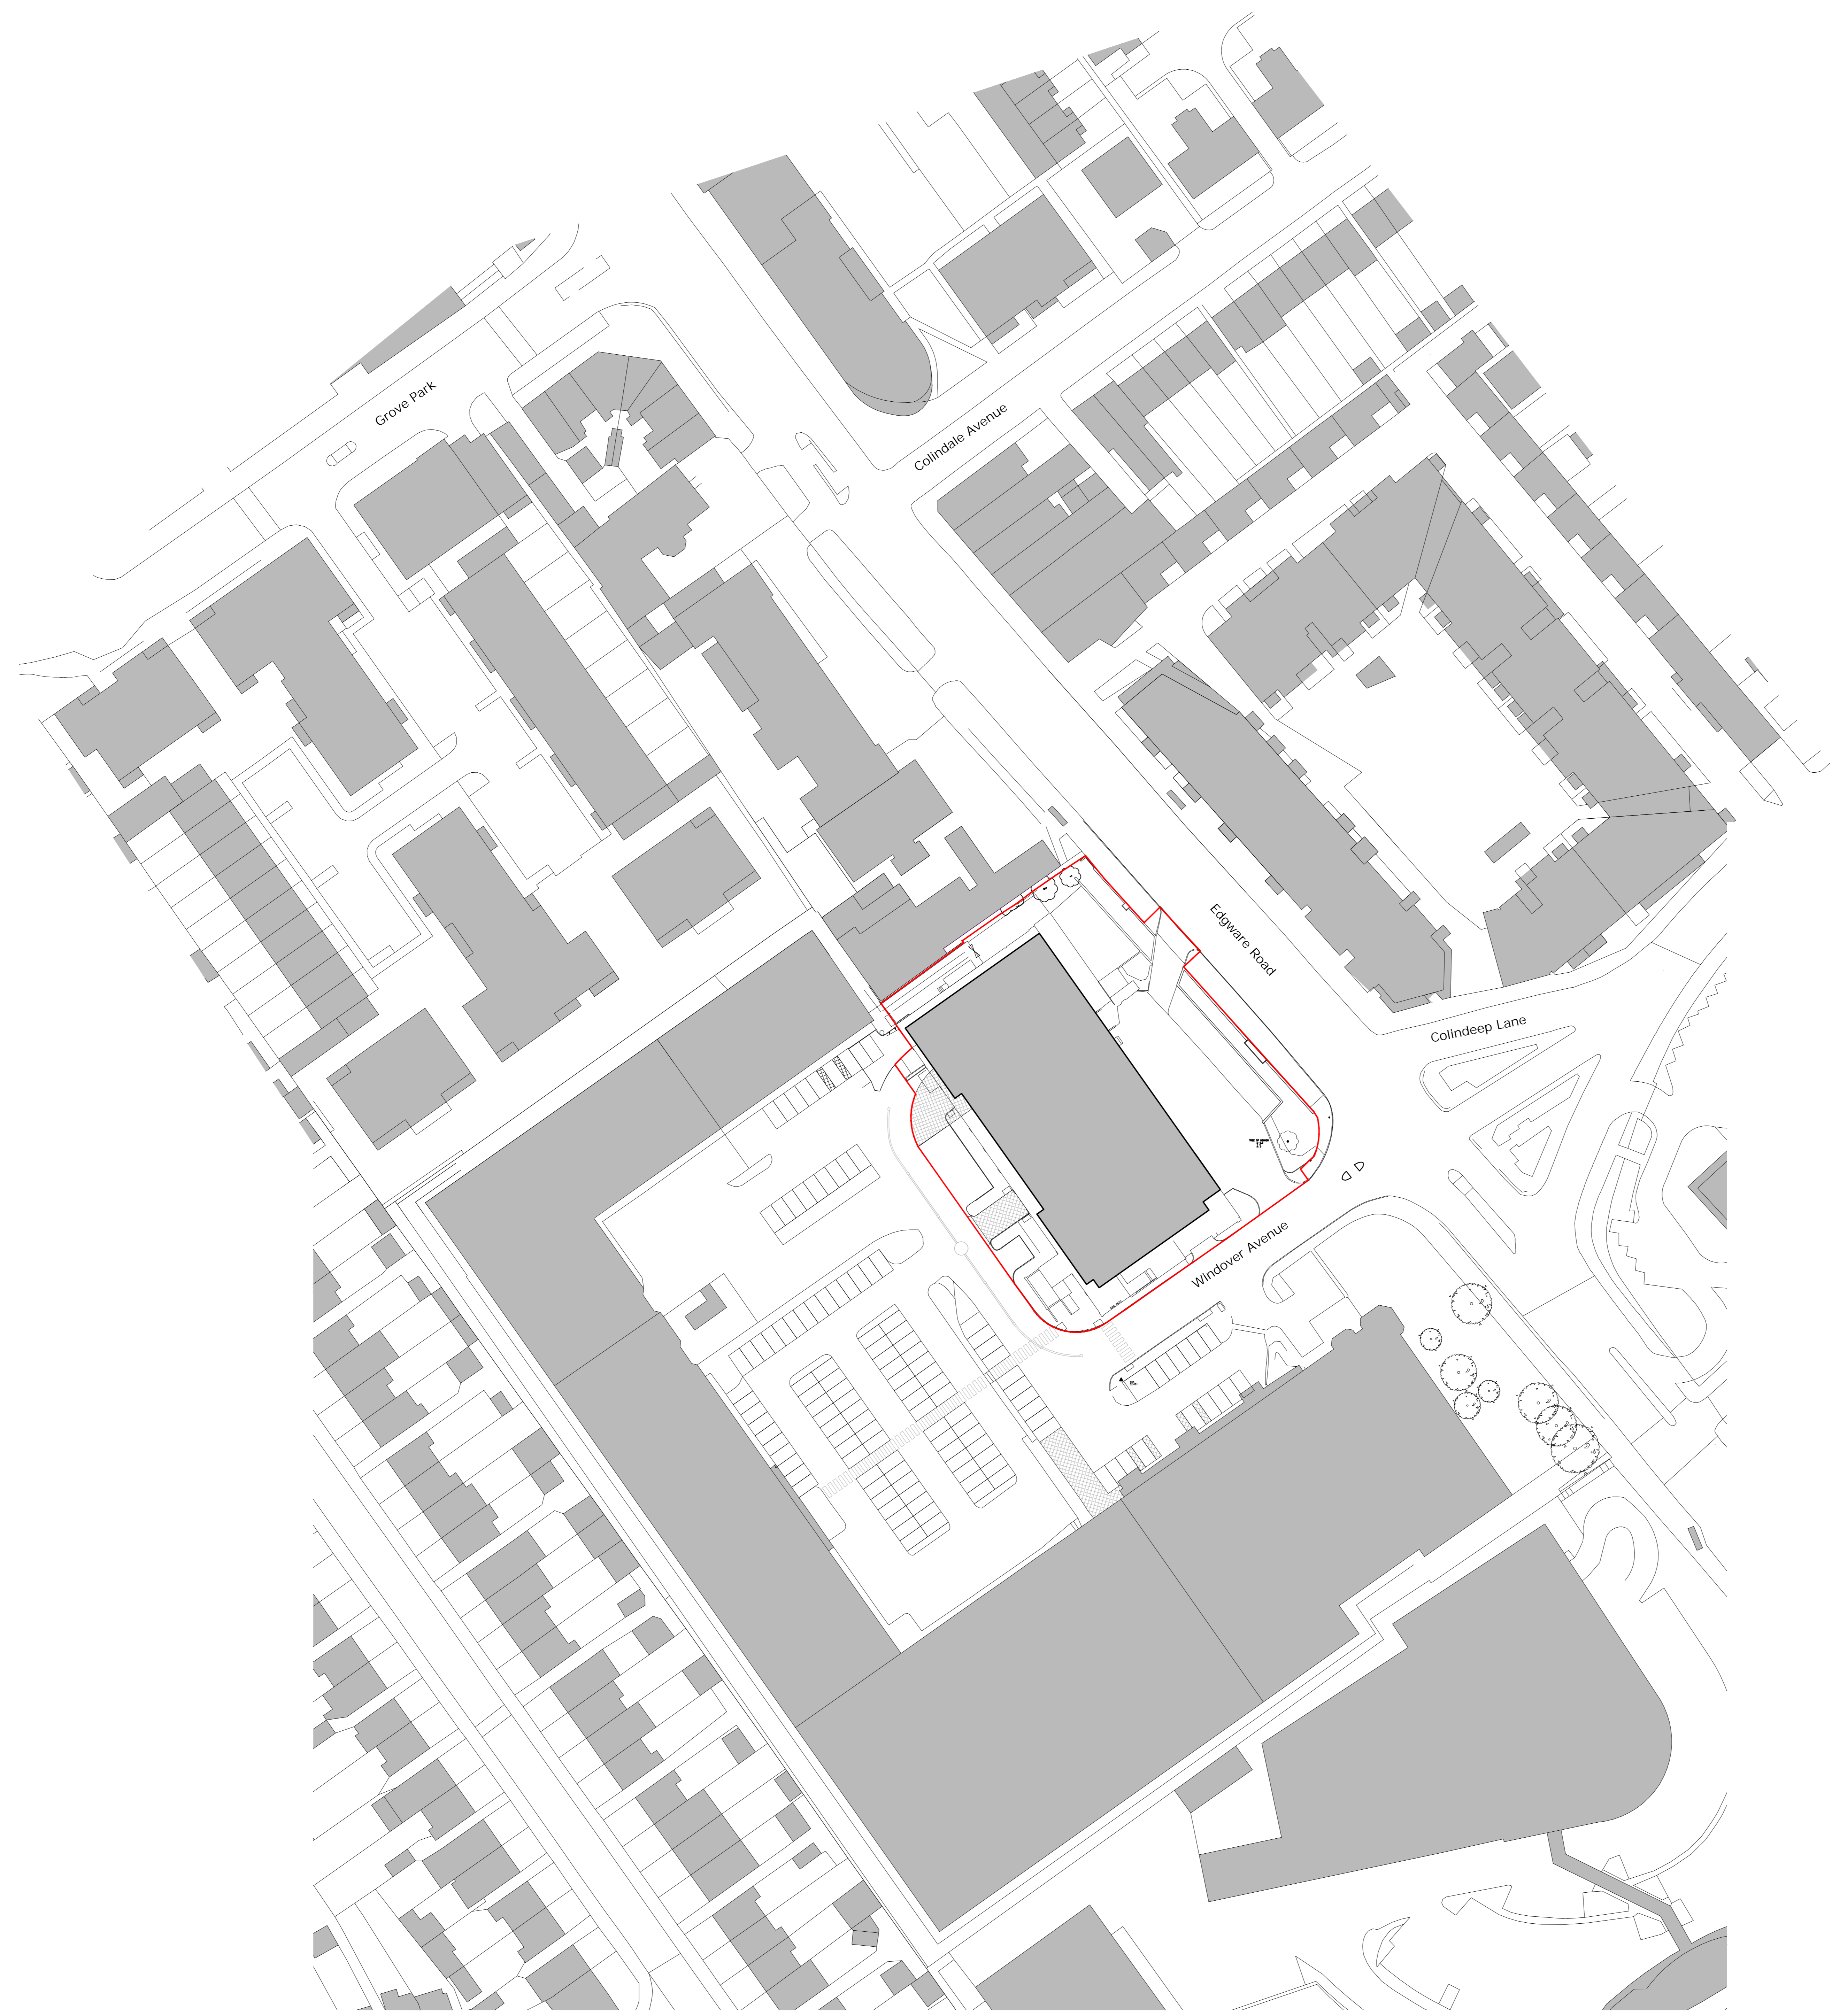 Grove Park
Colindale Avenue
Edgware Road
Colindeep Lane
Windover Avenue